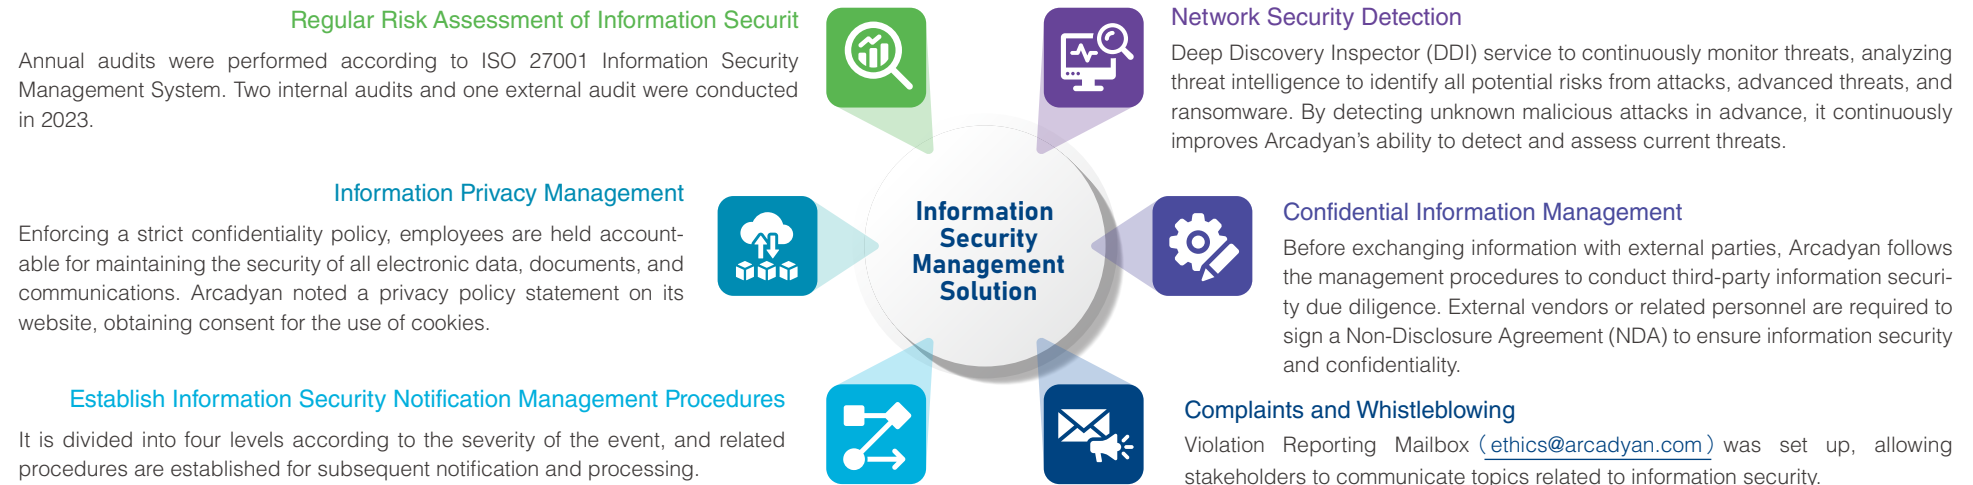 Regular Risk Assessment of Information Securit
Annual audits were performed according to ISO 27001 Information Security
Management System. Two internal audits and one external audit were conducted
in 2023.
Information Privacy Management
Enforcing a strict confidentiality policy, employees are held account-
able for maintaining the security of all electronic data, documents, and
communications. Arcadyan noted a privacy policy statement on its
website, obtaining consent for the use of cookies.
Establish Information Security Notification Management Procedures
It is divided into four levels according to the severity of the event, and related
procedures are established for subsequent notification and processing.
Information
Security
Management
Solution
Network Security Detection
Deep Discovery Inspector (DDI) service to continuously monitor threats, analyzing
threat intelligence to identify all potential risks from attacks, advanced threats, and
ransomware. By detecting unknown malicious attacks in advance, it continuously
improves Arcadyan's ability to detect and assess current threats.
Confidential Information Management
Before exchanging information with external parties, Arcadyan follows
the management procedures to conduct third-party information securi-
ty due diligence. External vendors or related personnel are required to
sign a Non-Disclosure Agreement (NDA) to ensure information security
and confidentiality.
Complaints and Whistleblowing
Violation Reporting Mailbox（ethics@arcadyan.com）was set up, allowing
stakeholders to communicate topics related to information security.